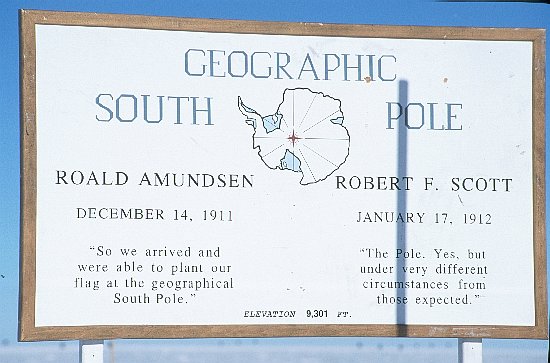 GEOGRAPHIC
SOUTH POLE
ROALD AMUNDSEN
DECEMBER 14, 1911
"So we arrived and
were able to plant our
flag at the geographical
South Pole."
ROBERT F. SCOTT
JANUARY 17, 1912
"The Pole. Yes, but
under very different
circumstances from
those expected."
ELEVATION 9,301 FT.